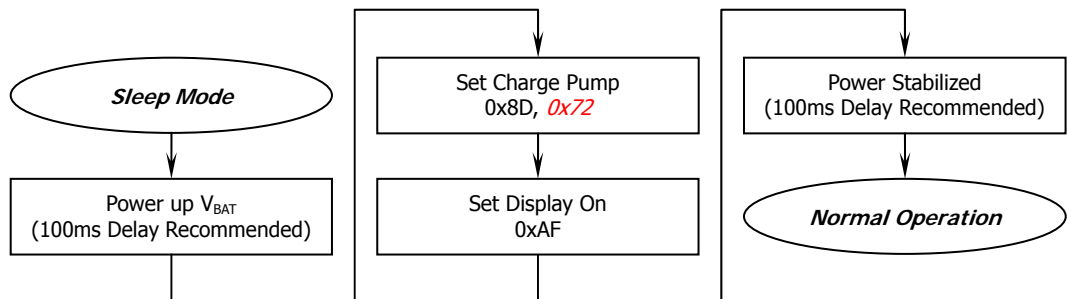 Sleep Mode
Power up VBAT
(100ms Delay Recommended)
Set Charge Pump
0x8D, 0x72
Set Display On
0xAF
Power Stabilized
(100ms Delay Recommended)
Normal Operation